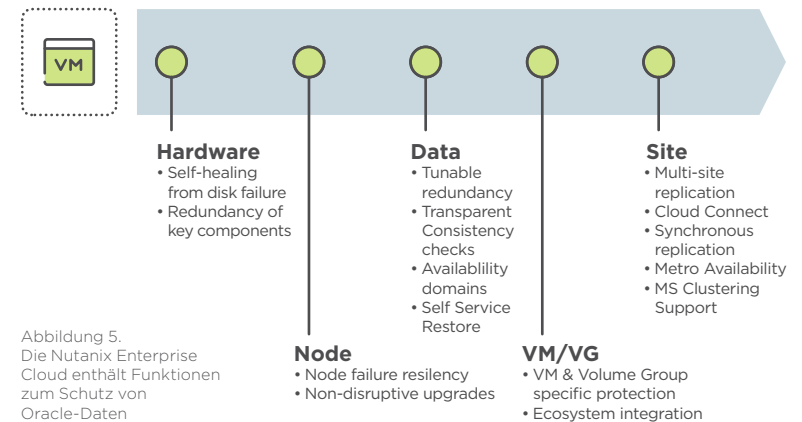 VM
Hardware
• Self-healing
from disk failure
• Redundancy of
key components
Data
• Tunable
redundancy
• Transparent
Consistency
checks
• Availablility
domains
• Self Service
Restore
Site
• Multi-site
replication
• Cloud Connect
• Synchronous
replication
• Metro Availability
• MS Clustering
Support
Node
• Node failure resilency
• Non-disruptive upgrades
VM/VG
• VM & Volume Group
specific protection
• Ecosystem integration
Abbildung 5.
Die Nutanix Enterprise
Cloud enthält Funktionen
zum Schutz von
Oracle-Daten